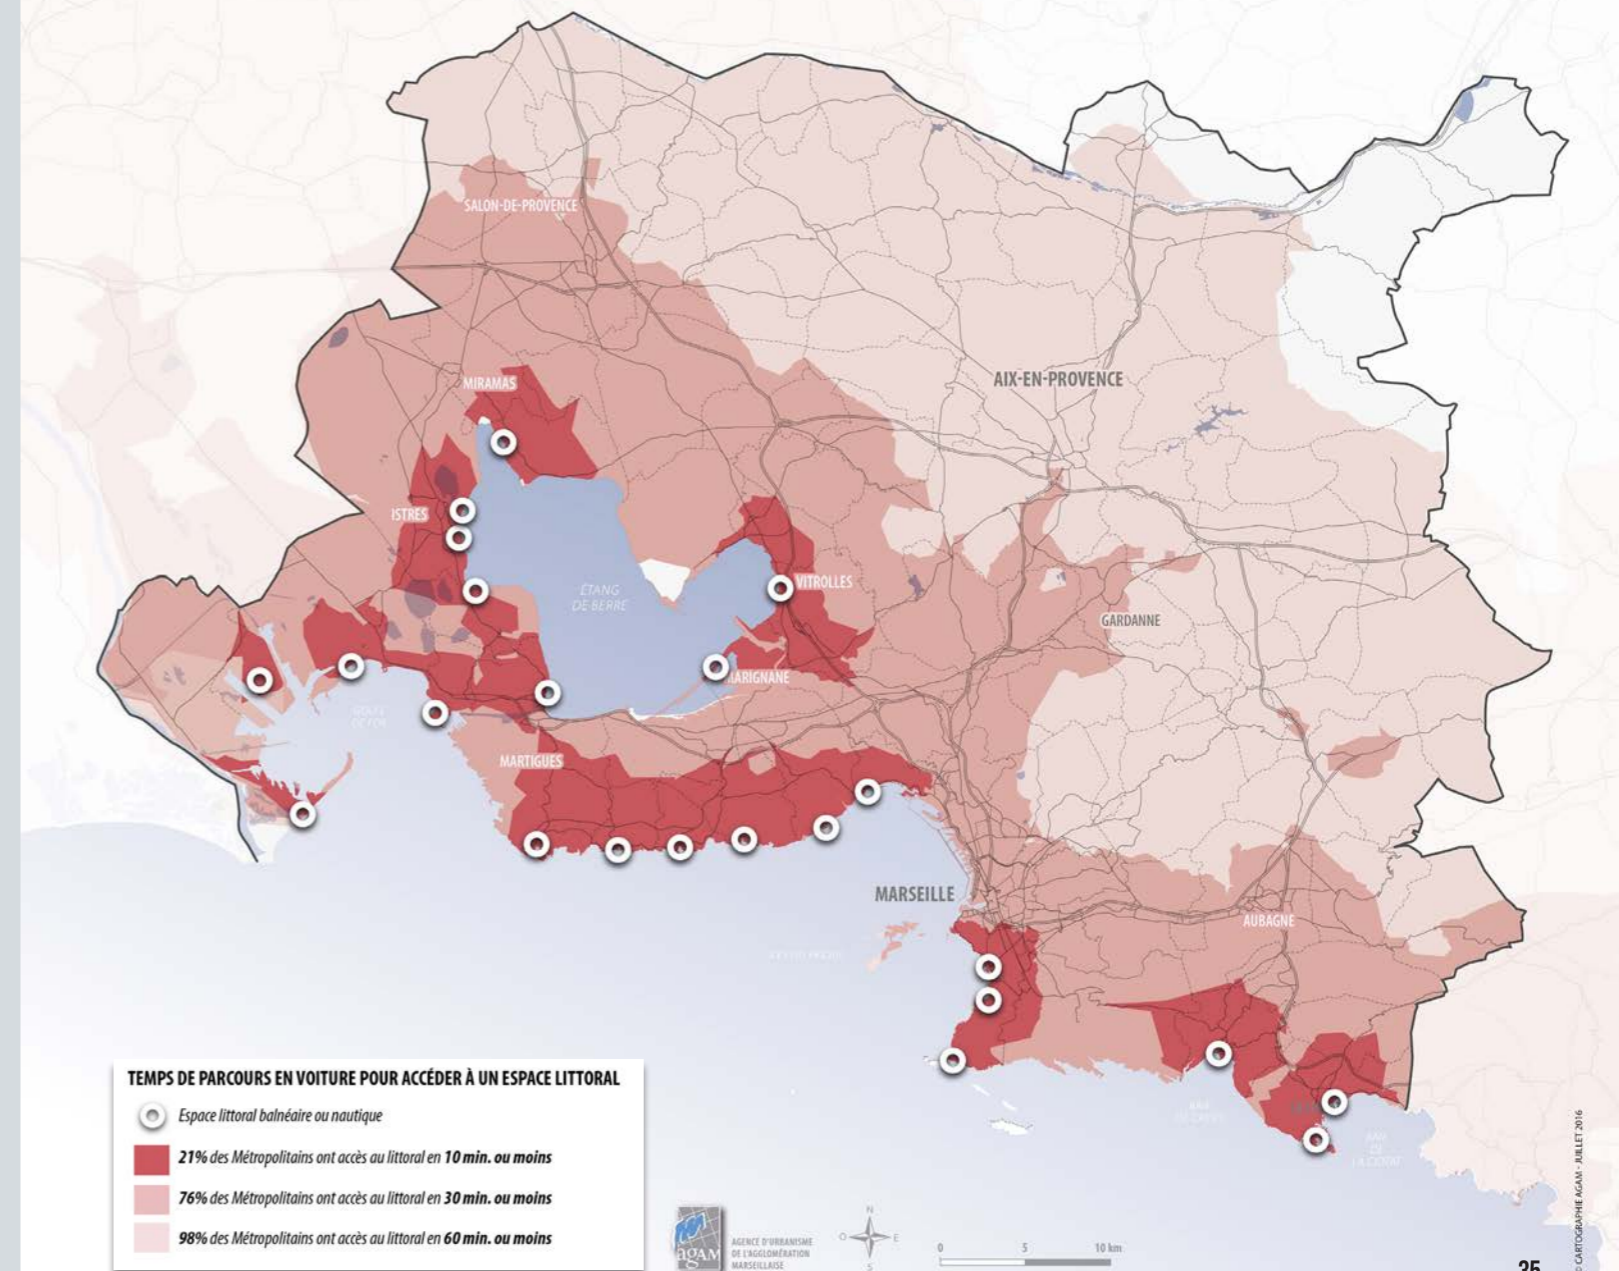 SALON-DE-PROVENCE
MIRAMAS
AIX-EN-PROVENCE
ISTRES
ÉTANG
DE BERRE
VITROLLES
GARDANNE
MARIGNANE
MARTIGUES
MARSEILLE
AUBAGNE
TEMPS DE PARCOURS EN VOITURE POUR ACCÉDER À UN ESPACE LITTORAL
Espace littoral balnéaire ou nautique
21% des Métropolitains ont accès au littoral en 10 min. ou moins
76% des Métropolitains ont accès au littoral en 30 min. ou moins
98% des Métropolitains ont accès au littoral en 60 min. ou moins
agAM
AGENCE D'URBANISME
DE L'AGGLOMÉRATION
MARSEILLAISE
N
O E
S
0 5 10 km
© CARTOGRAPHIE AGAM - JUILLET 2016
35